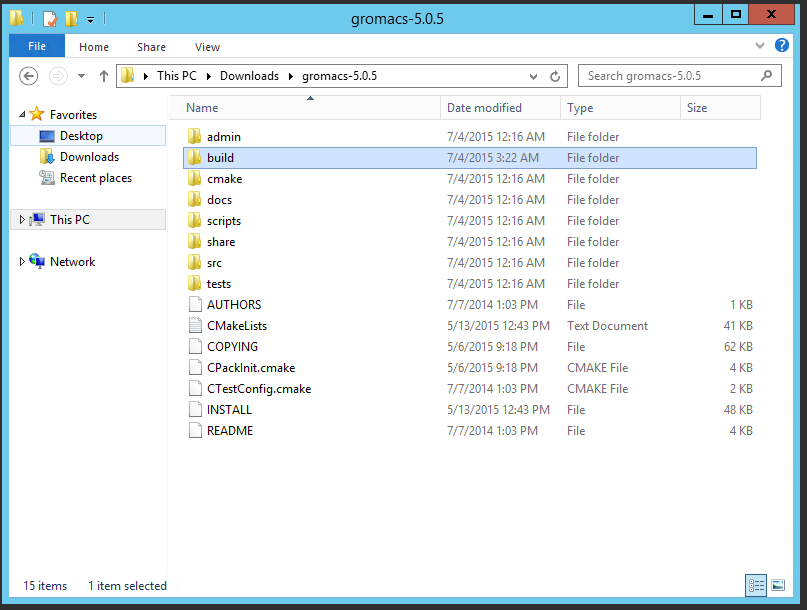 gromacs-5.0.5
File Home Share View
This PC Downloads gromacs-5.0.5 Search gromacs-5.0.5
Favorites
Desktop
Downloads
Recent places
This PC
Network
Name Date modified Type Size
admin 7/4/2015 12:16 AM File folder
build 7/4/2015 3:22 AM File folder
cmake 7/4/2015 12:16 AM File folder
docs 7/4/2015 12:16 AM File folder
scripts 7/4/2015 12:16 AM File folder
share 7/4/2015 12:16 AM File folder
src 7/4/2015 12:16 AM File folder
tests 7/4/2015 12:16 AM File folder
AUTHORS 7/7/2014 1:03 PM File 1 KB
CMakeLists 5/13/2015 12:43 PM Text Document 41 KB
COPYING 5/6/2015 9:18 PM File 62 KB
CPackInit.cmake 5/6/2015 9:18 PM CMAKE File 4 KB
CTestConfig.cmake 7/7/2014 1:03 PM CMAKE File 2 KB
INSTALL 5/13/2015 12:43 PM File 48 KB
README 7/7/2014 1:03 PM File 4 KB
15 items 1 item selected